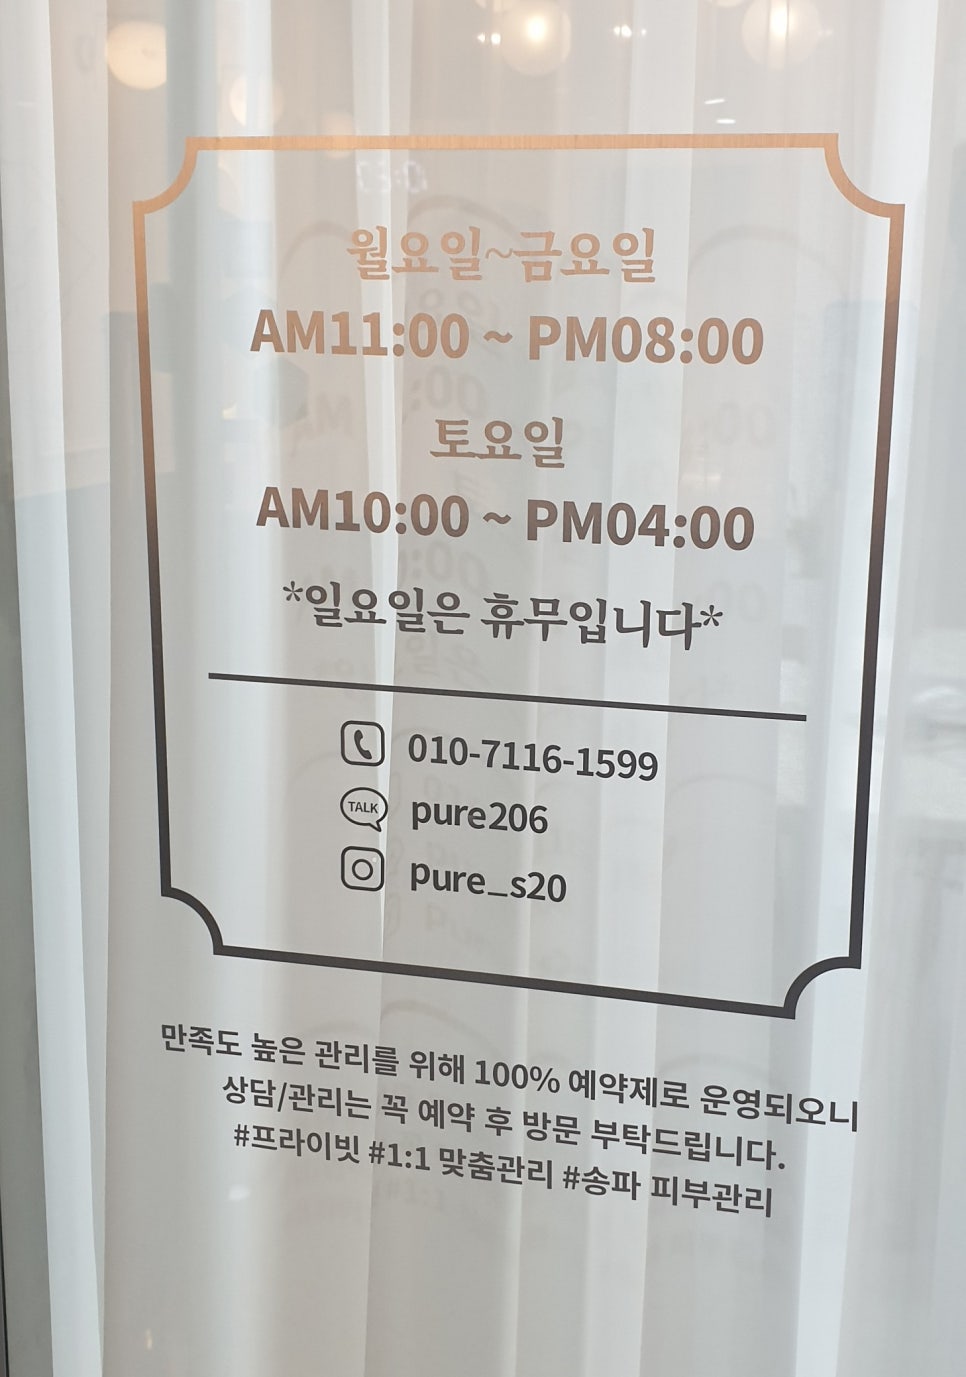 월요일~금요일
AM11:00 ~ PM08:00
토요일
AM10:00 ~ PM04:00
*일요일은 휴무입니다*
010-7116-1599
TALK pure206
pure_s20
만족도 높은 관리를 위해 100% 예약제로 운영되오니
상담/관리는 꼭 예약 후 방문 부탁드립니다.
#프라이빗 #1:1 맞춤관리 #송파 피부관리